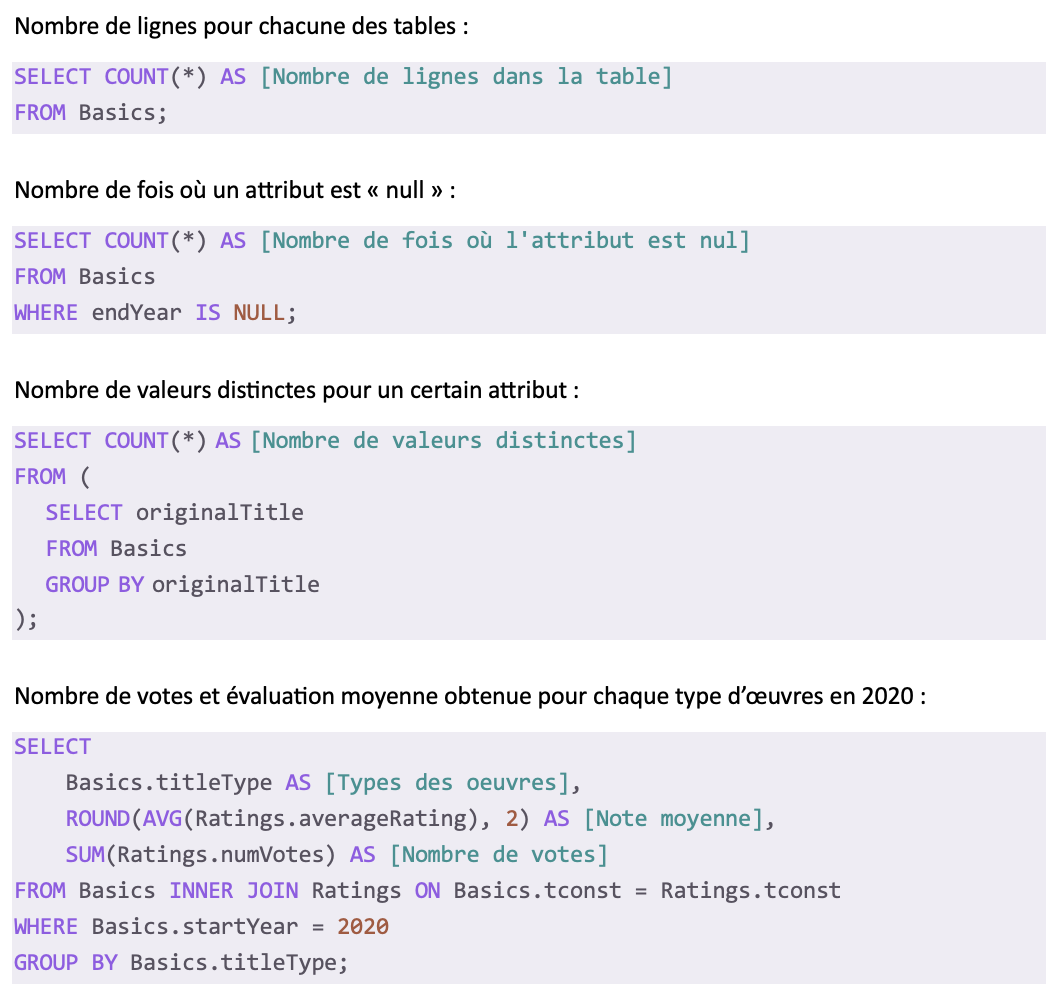 Nombre de lignes pour chacune des tables :
SELECT COUNT(*) AS [Nombre de lignes dans la table]
FROM Basics;
Nombre de fois où un attribut est « null » :
SELECT COUNT(*) AS [Nombre de fois où l'attribut est nul]
FROM Basics
WHERE endYear IS NULL;
Nombre de valeurs distinctes pour un certain attribut :
SELECT COUNT(*) AS [Nombre de valeurs distinctes]
FROM (
SELECT originalTitle
FROM Basics
GROUP BY originalTitle
);
Nombre de votes et évaluation moyenne obtenue pour chaque type d’œuvres en 2020 :
SELECT
Basics.titleType AS [Types des oeuvres],
ROUND(AVG(Ratings.averageRating), 2) AS [Note moyenne],
SUM(Ratings.numVotes) AS [Nombre de votes]
FROM Basics INNER JOIN Ratings ON Basics.tconst = Ratings.tconst
WHERE Basics.startYear = 2020
GROUP BY Basics.titleType;